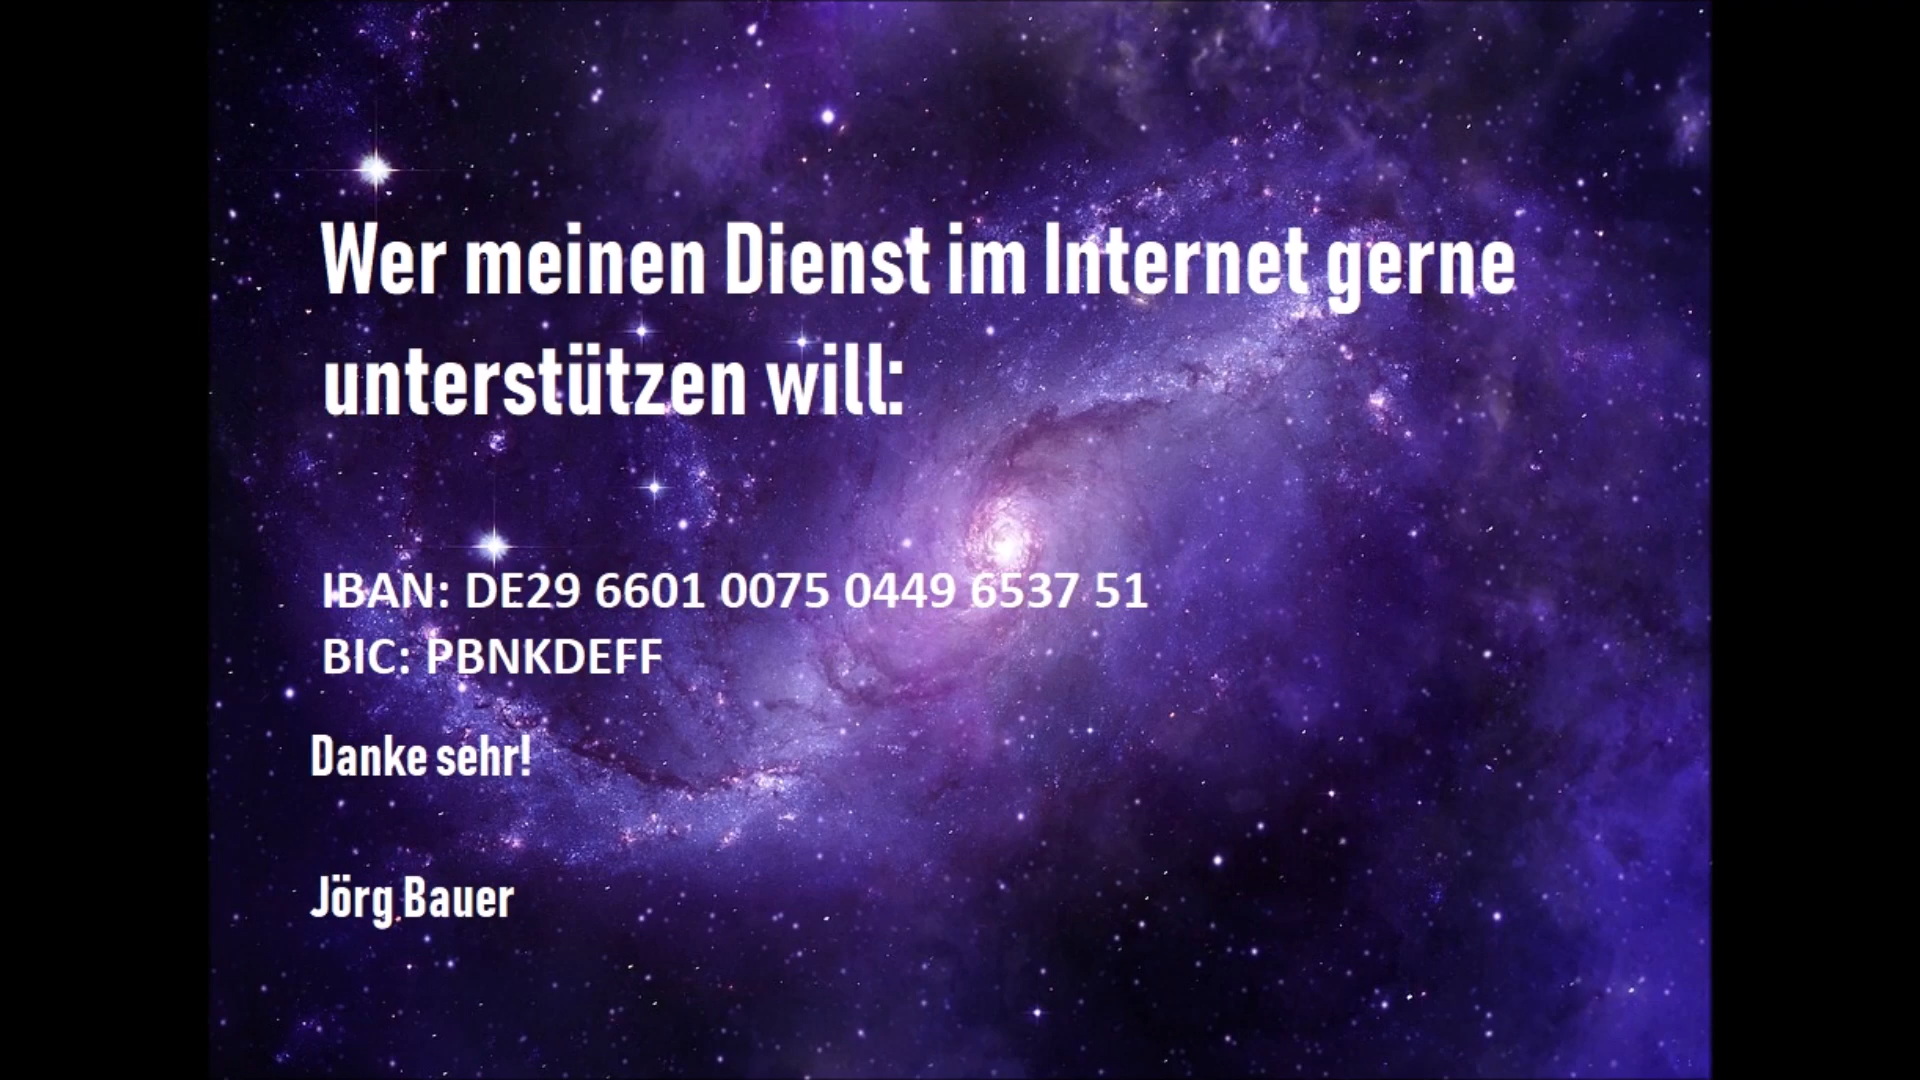 Wer meinen Dienst im Internet gerne
unterstützen will:
IBAN: DE29 6601 0075 0449 6537 51
BIC: PBNKDEFF
Danke sehr!
Jörg Bauer